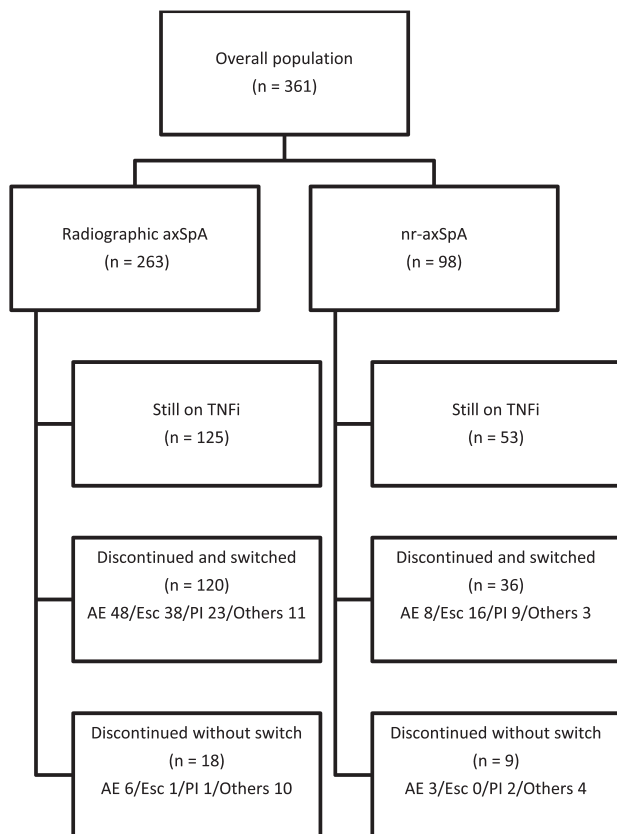 Overall population
(n = 361)
Radiographic axSpA
(n = 263)
nr-axSpA
(n = 98)
Still on TNFi
(n = 125)
Still on TNFi
(n = 53)
Discontinued and switched
(n = 120)
AE 48/Esc 38/PI 23/Others 11
Discontinued and switched
(n = 36)
AE 8/Esc 16/PI 9/Others 3
Discontinued without switch
(n = 18)
AE 6/Esc 1/PI 1/Others 10
Discontinued without switch
(n = 9)
AE 3/Esc 0/PI 2/Others 4